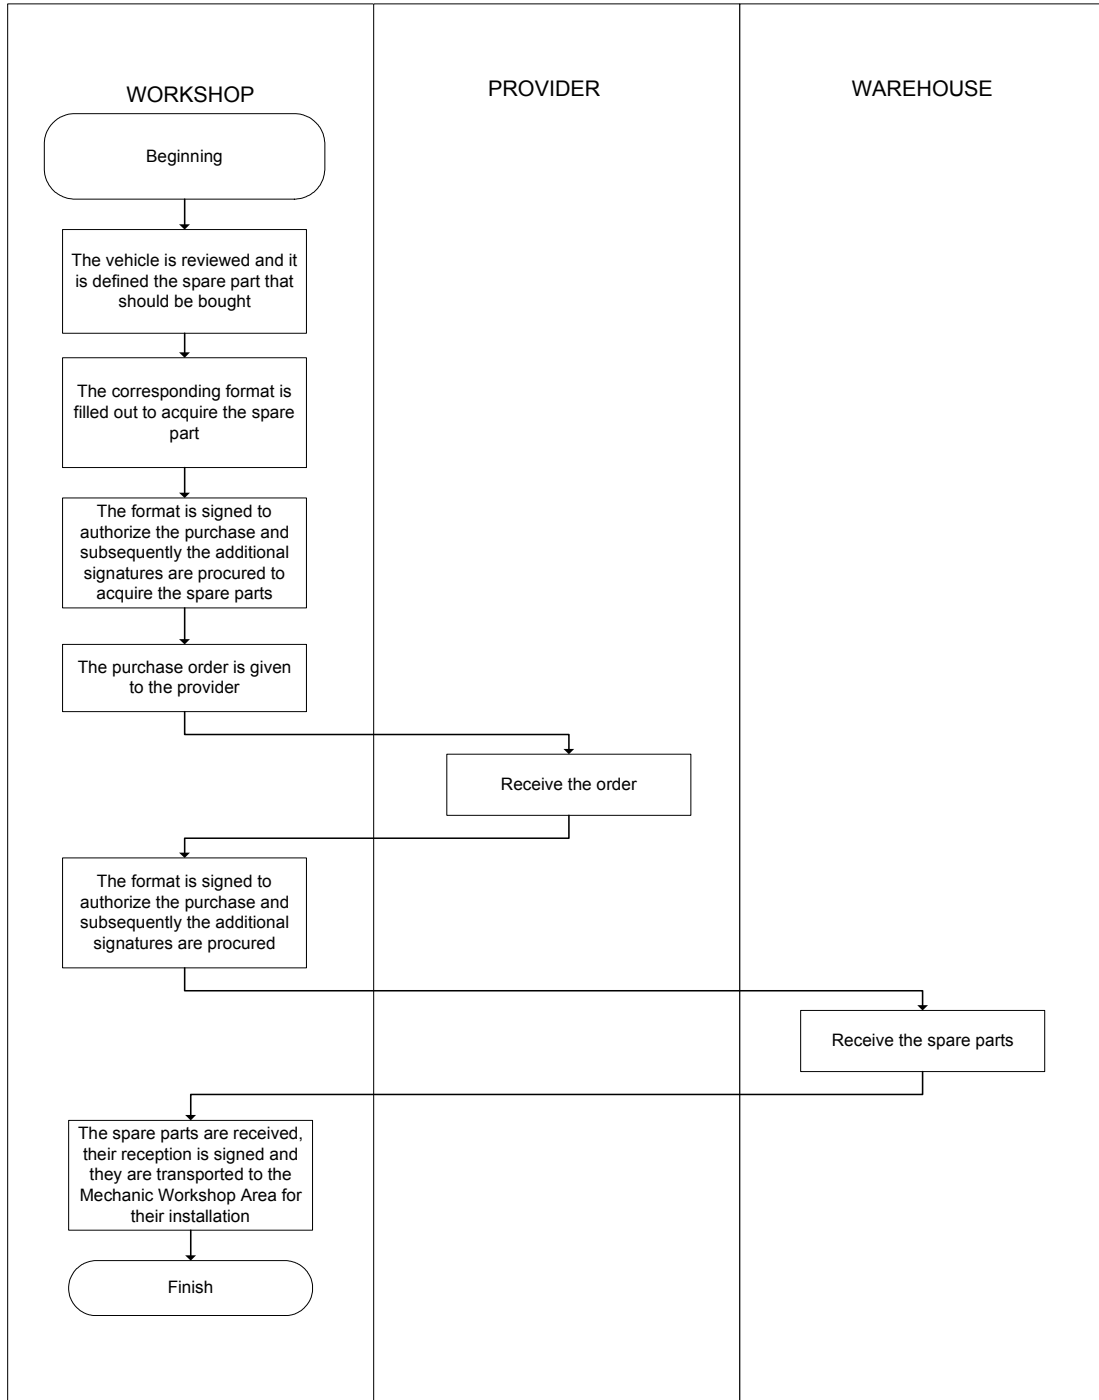 WORKSHOP
PROVIDER
WAREHOUSE
Beginning
The vehicle is reviewed and it
is defined the spare part that
should be bought
The corresponding format is
filled out to acquire the spare
part
The format is signed to
authorize the purchase and
subsequently the additional
signatures are procured to
acquire the spare parts
The purchase order is given
to the provider
Receive the order
The format is signed to
authorize the purchase and
subsequently the additional
signatures are procured
Receive the spare parts
The spare parts are received,
their reception is signed and
they are transported to the
Mechanic Workshop Area for
their installation
Finish